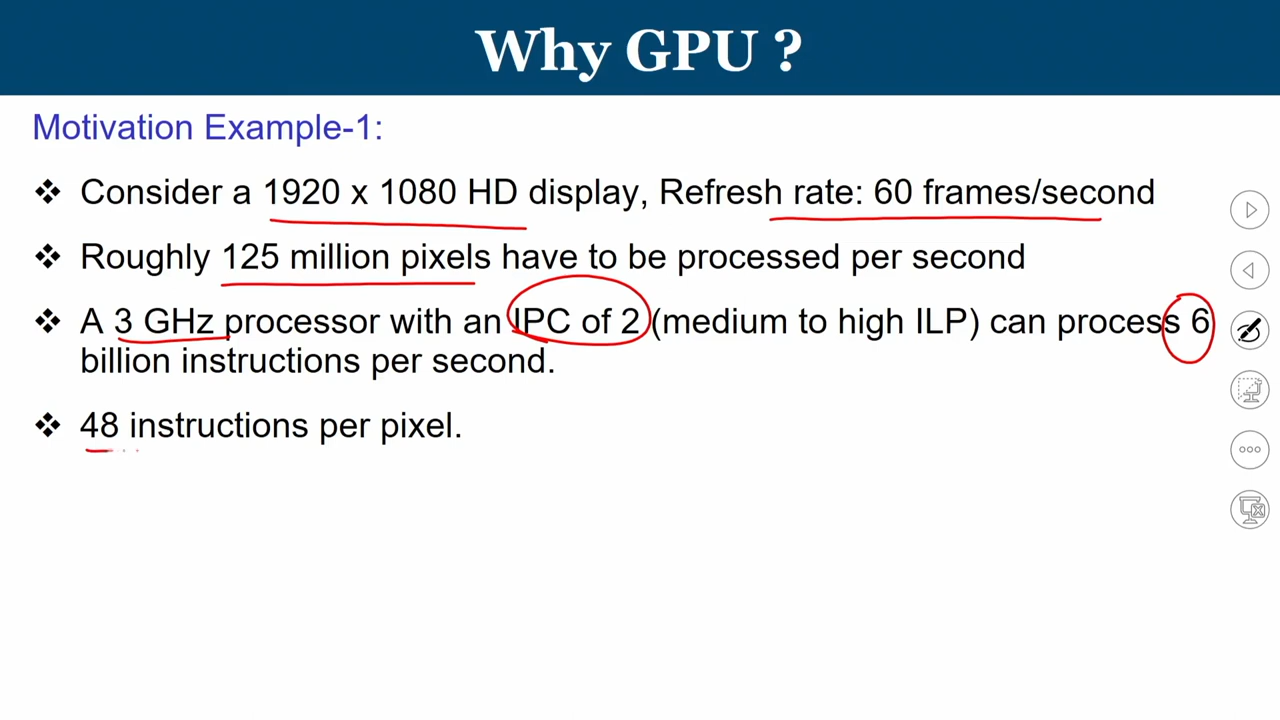 Why GPU ?
Motivation Example-1:
❖ Consider a 1920 x 1080 HD display, Refresh rate: 60 frames/second
❖ Roughly 125 million pixels have to be processed per second
❖ A 3 GHz processor with an IPC of 2 (medium to high ILP) can process 6
billion instructions per second.
❖ 48 instructions per pixel.